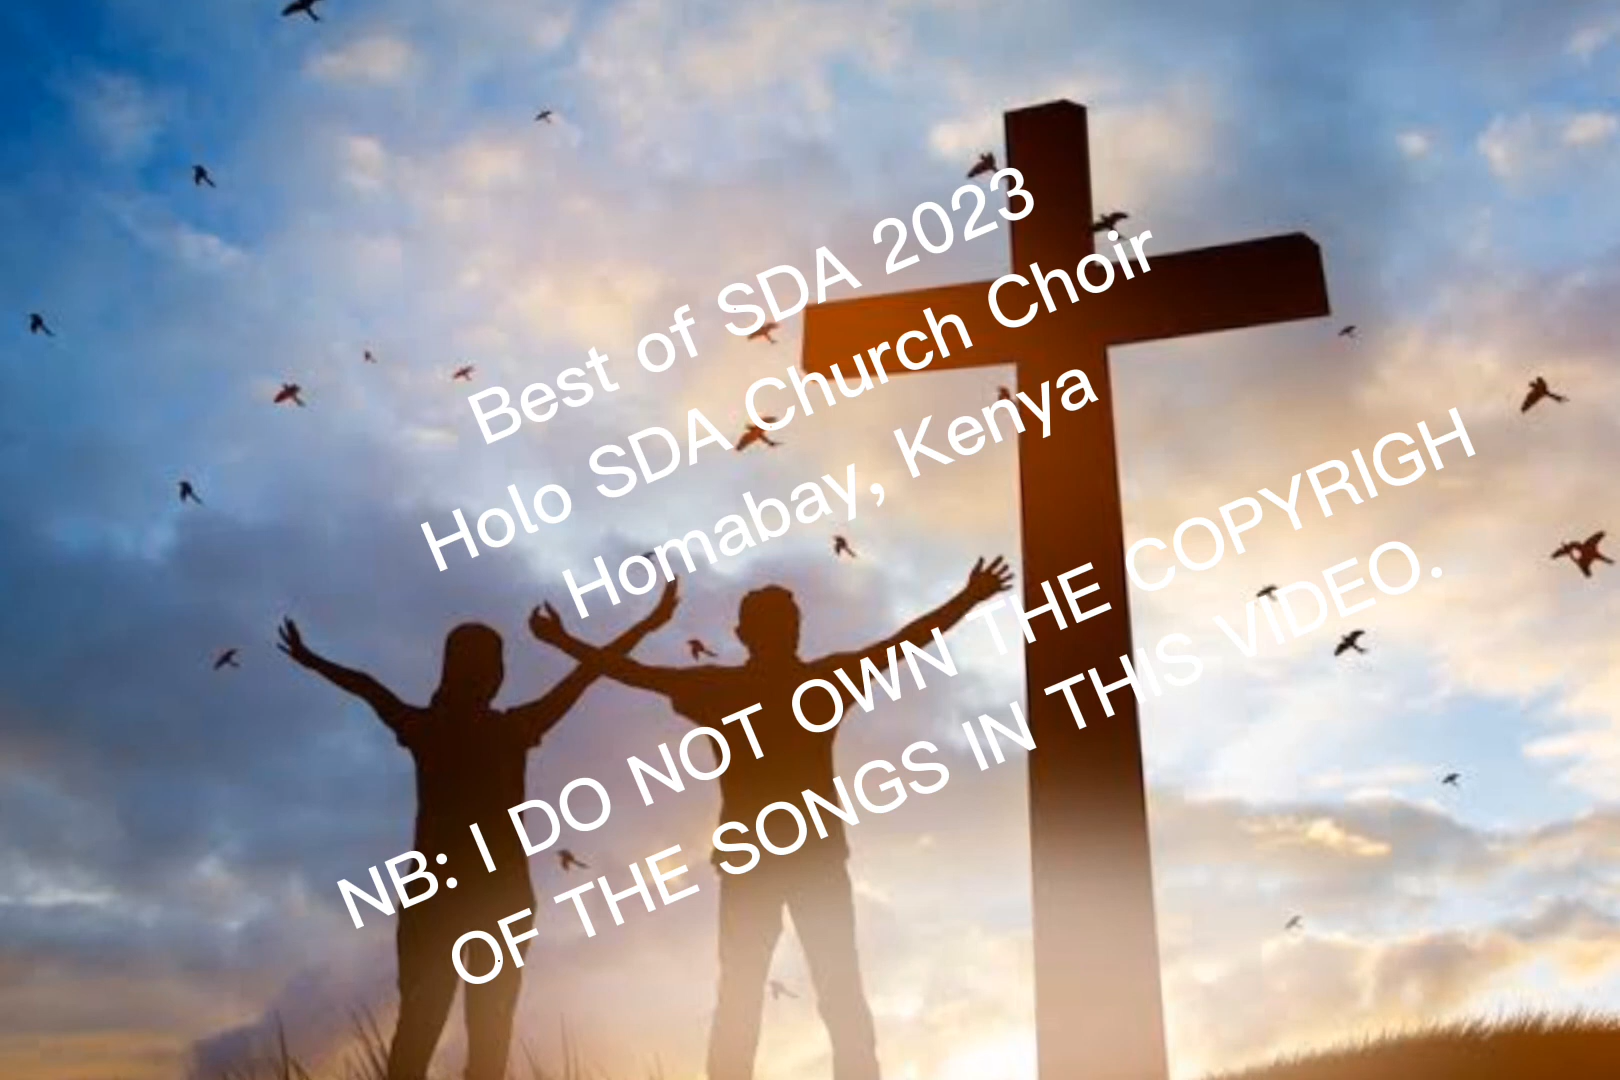 Best of SDA 2023
Holo SDA Church Choir
Homabay, Kenya
NB: I DO NOT OWN THE COPYRIGH
OF THE SONGS IN THIS VIDEO.